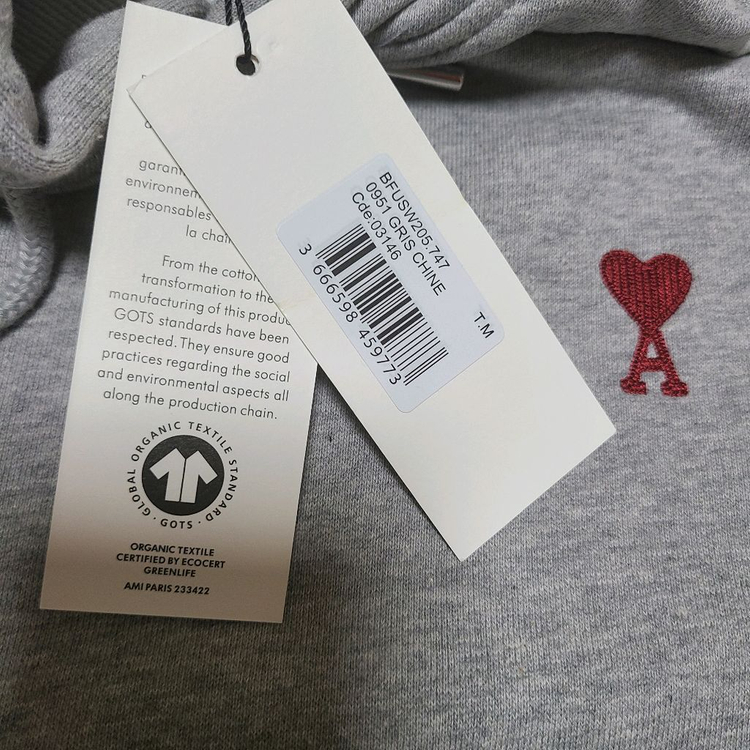 garan
environmen
responsables
la chaî
From the cotton
transformation to the
manufacturing of this produc
GOTS standards have been
respected. They ensure good
practices regarding the social
and environmental aspects all
along the production chain.
GLOBAL ORGANIC TEXTILE STANDARD
· GOTS ·
ORGANIC TEXTILE
CERTIFIED BY ECOCERT
GREENLIFE
AMI PARIS 233422
BFUSW205.747
0951 GRIS CHINE
Cde:03146
3 666598 459773
T.M
A